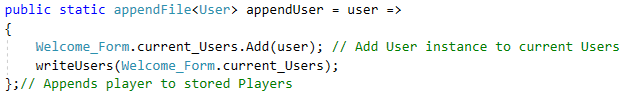 public static appendFile<User> appendUser = user =>
{
    Welcome_Form.current_Users.Add(user); // Add User instance to current Users
    writeUsers(Welcome_Form.current_Users);
};// Appends player to stored Players